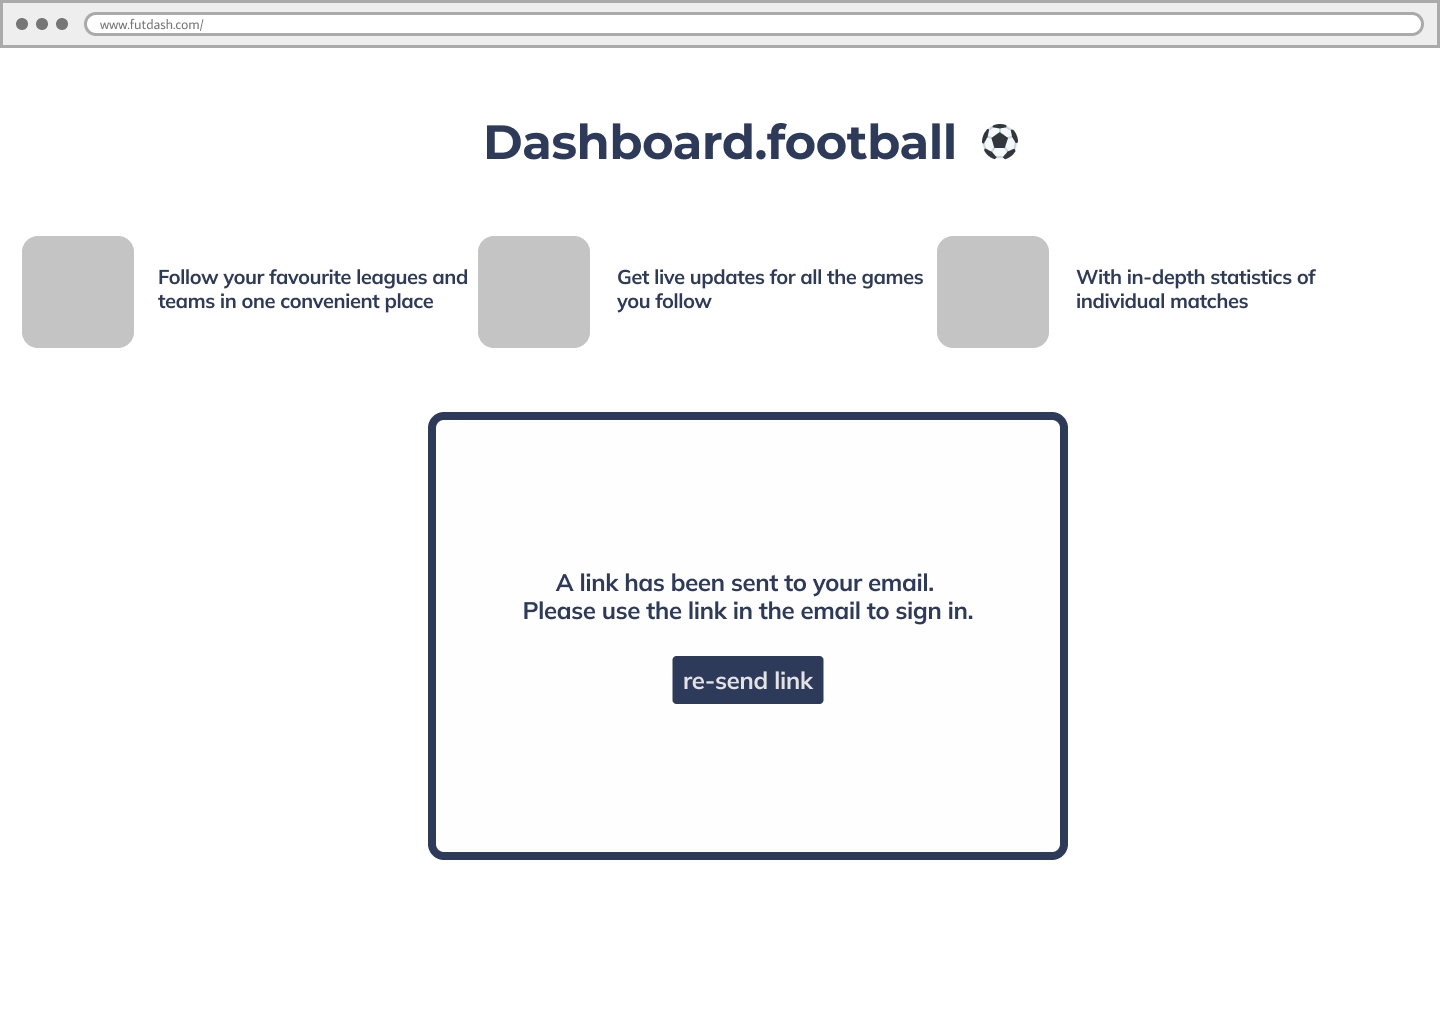 www.futdash.com/
Dashboard.football
Follow your favourite leagues and
teams in one convenient place
Get live updates for all the games
you follow
With in-depth statistics of
individual matches
A link has been sent to your email.
Please use the link in the email to sign in.
re-send link